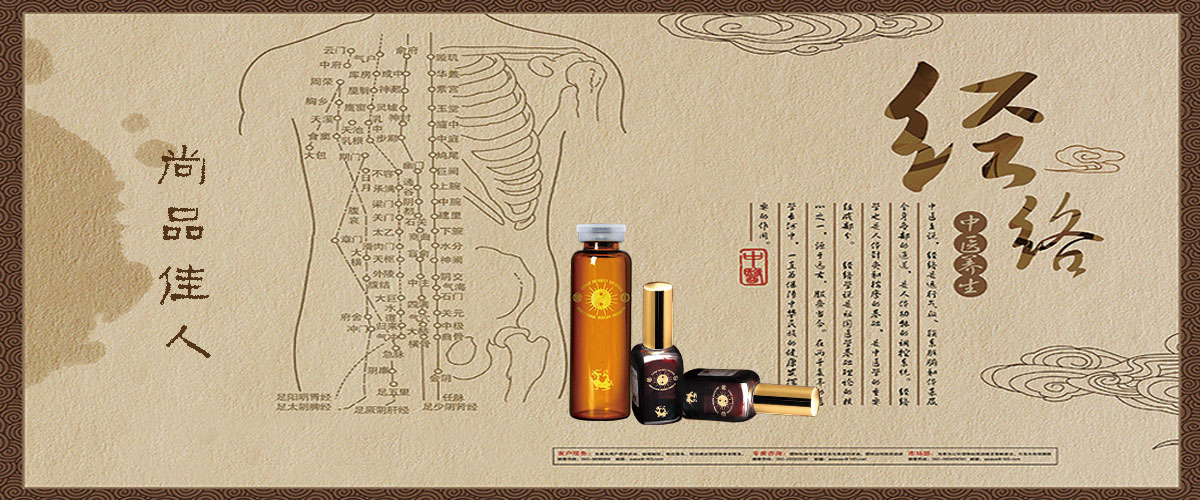 尚品佳人
云门
中府
周荣
胸乡
天溪
食窦
大包
气户
库房
屋翳
膺窗
天池
乳中
乳根
期门
日月
腹哀
章门
大横
腹结
府舍
冲门
俞府
彧中
神藏
灵墟
神封
步廊
幽门
通谷
阴都
石关
商曲
肓俞
中注
四满
气穴
大赫
横骨
不容
承满
梁门
关门
太乙
滑肉门
天枢
外陵
大巨
水道
归来
气冲
急脉
阴廉
足五里
璇玑
华盖
紫宫
玉堂
膻中
中庭
鸠尾
巨阙
上脘
中脘
建里
下脘
水分
神阙
阴交
气海
石门
关元
中极
曲骨
会阴
足阳明胃经
足太阴脾经
足厥阴肝经
任脉
足少阴肾经
经络
中医养生
中医主说，经络是运行气血、联系脏腑和体表及
全身各部的通道，是人体功能的调控系统。经络
学也是人体针灸和按摩的基础，是中医学的重要
组成部分。 经络学说是祖国医学基础理论的核
心之一，源于远古，服务当今。在两千多年
学长河中，一直为保障中华民族的健康发挥
要的作用。
中醫
客户服务：
专家咨询：
市场部：